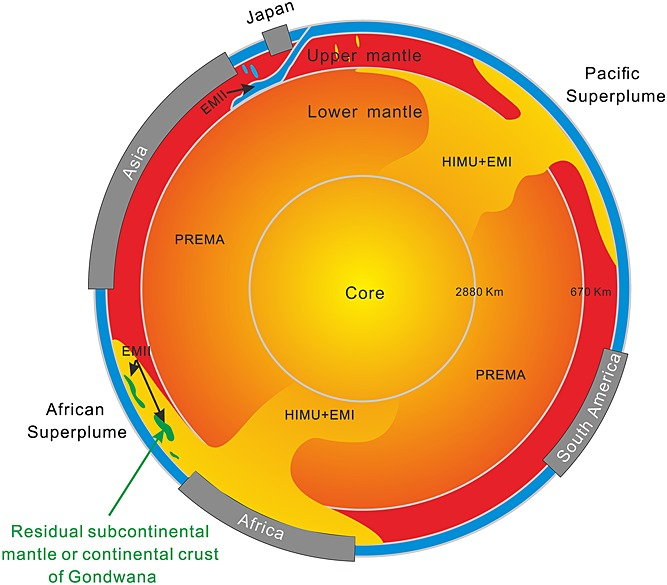 Japan
Upper mantle
Pacific
Superplume
EMII
Lower mantle
Asia
HIMU+EMI
PREMA
Core
2880 Km
670 Km
EMII
PREMA
South America
African
Superplume
HIMU+EMI
Africa
Residual subcontinental
mantle or continental crust
of Gondwana